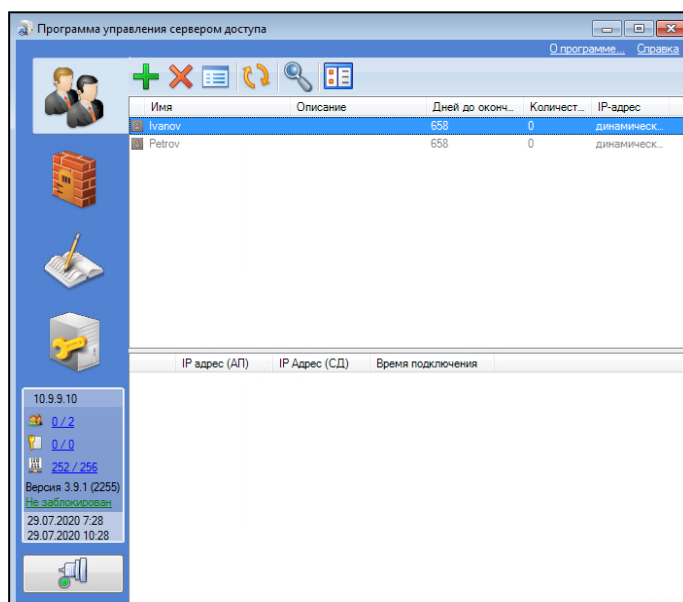 Программа управления сервером доступа
О программе... Справка
Имя Описание Дней до оконч... Количест... IP-адрес
Ivanov 658 0 динамическ...
Petrov 658 0 динамическ...
IP адрес (АП) IP Адрес (СД) Время подключения
10.9.9.10
0 / 2
0 / 0
252 / 256
Версия 3.9.1 (2255)
Не заблокирован
29.07.2020 7:28
29.07.2020 10:28